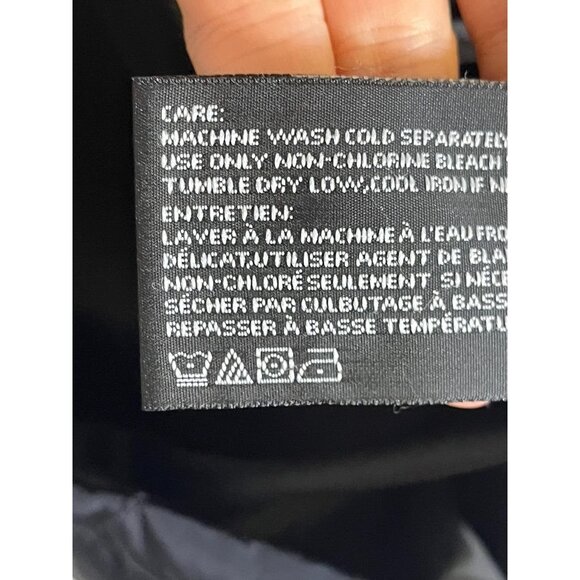 CARE:
MACHINE WASH COLD SEPARATELY
USE ONLY NON-CHLORINE BLEACH
TUMBLE DRY LOW.COOL IRON IF
ENTRETIEN:
LAVER À LA MACHINE À L'EAU
DÉLICAT.UTILISER AGENT DE
NON-CHLORÉ SEULEMENT SI
SÉCHER PAR CULBUTAGE À
REPASSER À BASSE